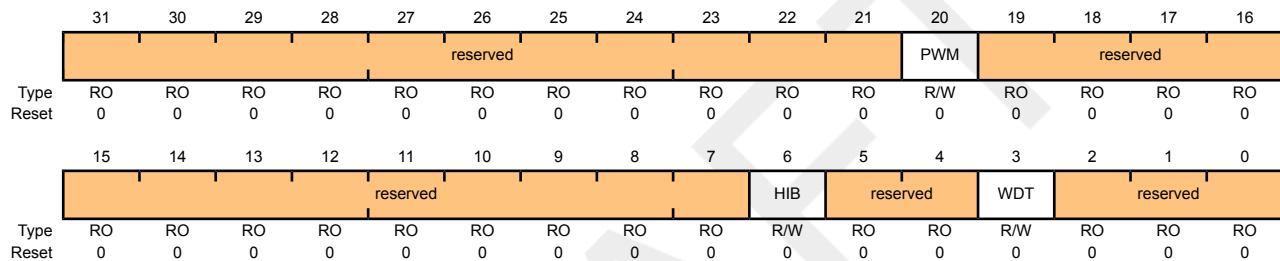 31 30 29 28 27 26 25 24 23 22 21 20 19 18 17 16
reserved PWM reserved
Type RO RO RO RO RO RO RO RO RO RO RO R/W RO RO RO RO
Reset 0 0 0 0 0 0 0 0 0 0 0 0 0 0 0 0
15 14 13 12 11 10 9 8 7 6 5 4 3 2 1 0
reserved HIB reserved WDT reserved
Type RO RO RO RO RO RO RO RO RO R/W RO RO R/W RO RO RO
Reset 0 0 0 0 0 0 0 0 0 0 0 0 0 0 0 0